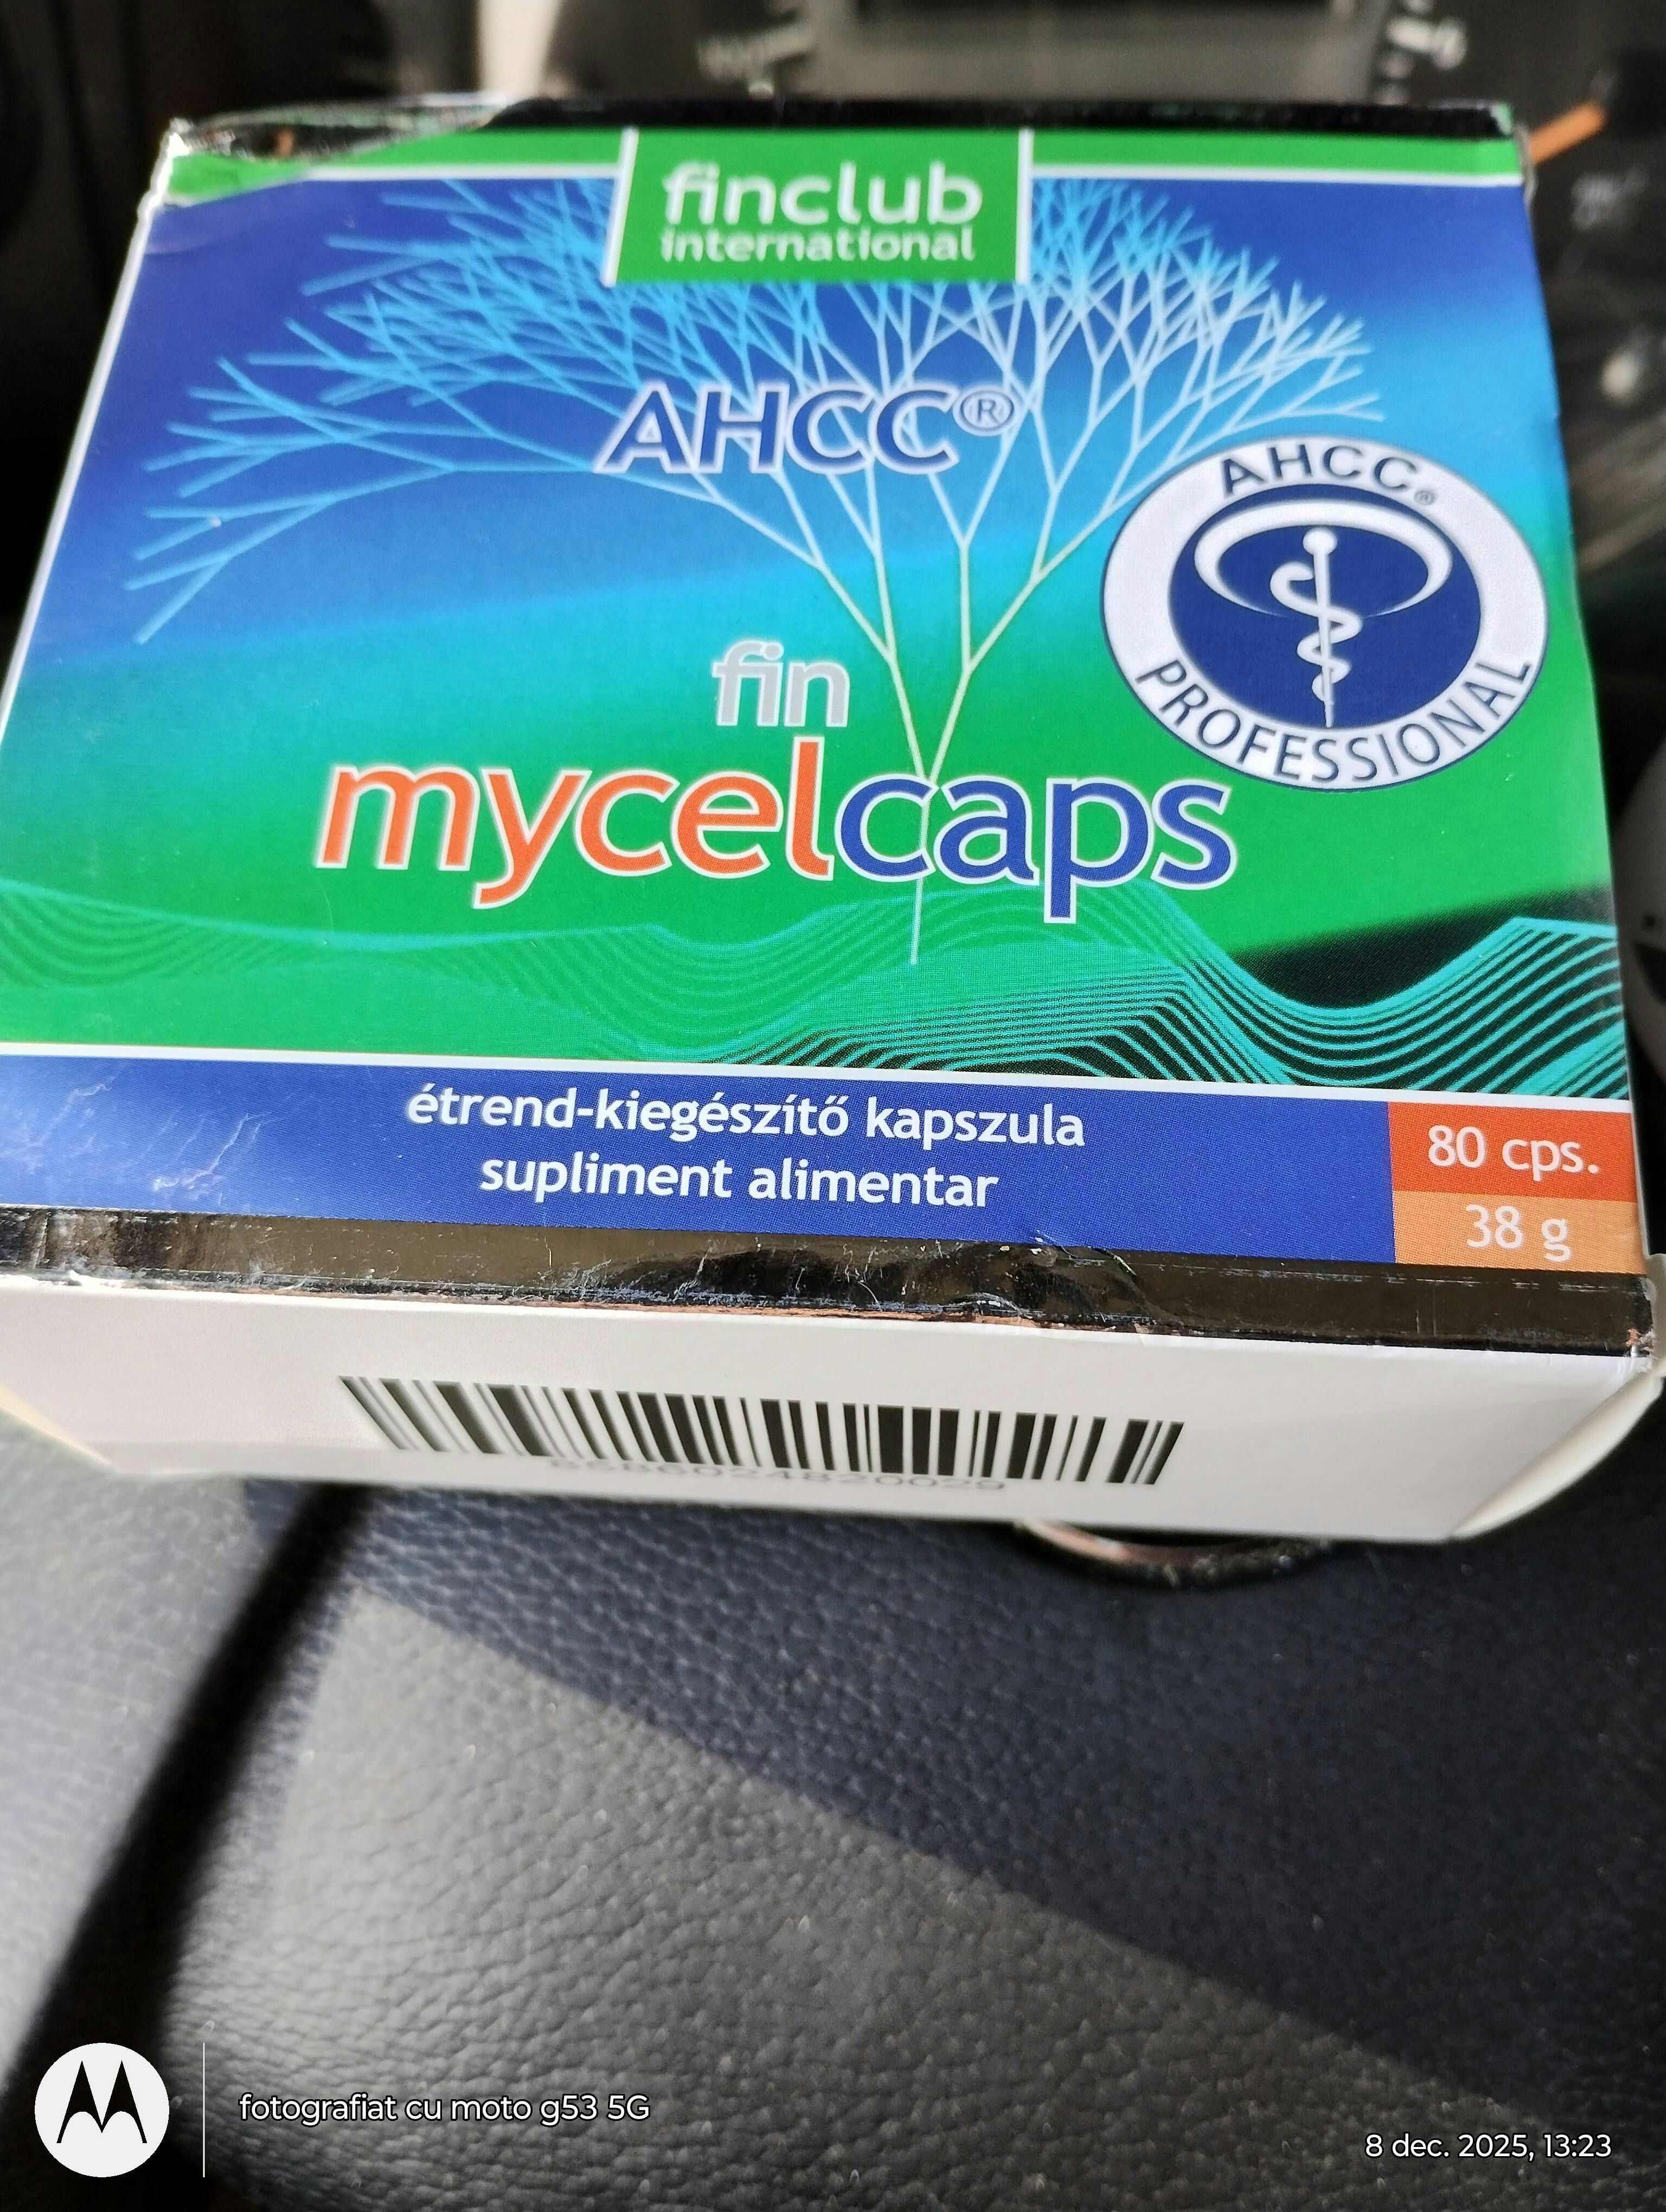 finclub
international
AHCC®
AHCC®
PROFESSIONAL
fin
mycelcaps
étrend-kiegészítő kapszula
supliment alimentar
80 cps.
38 g
fotografiat cu moto g53 5G
8 dec. 2025, 13:23